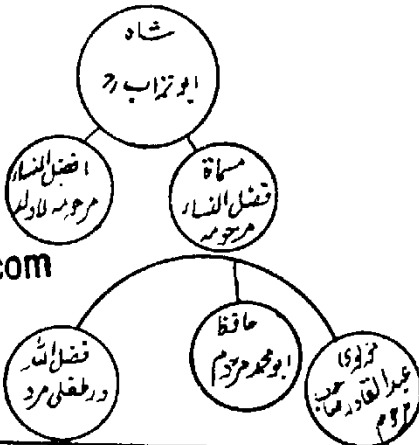 شاہ
ابو تراب رح
افضل النساء
مرحومہ لاولد
مسماۃ
فضل النساء
مرحومہ
com
مولوی
عبد القادر صاحب
مرحوم
حافظ
ابو محمد مرحوم
فضل اللہ
در طفلی مرد